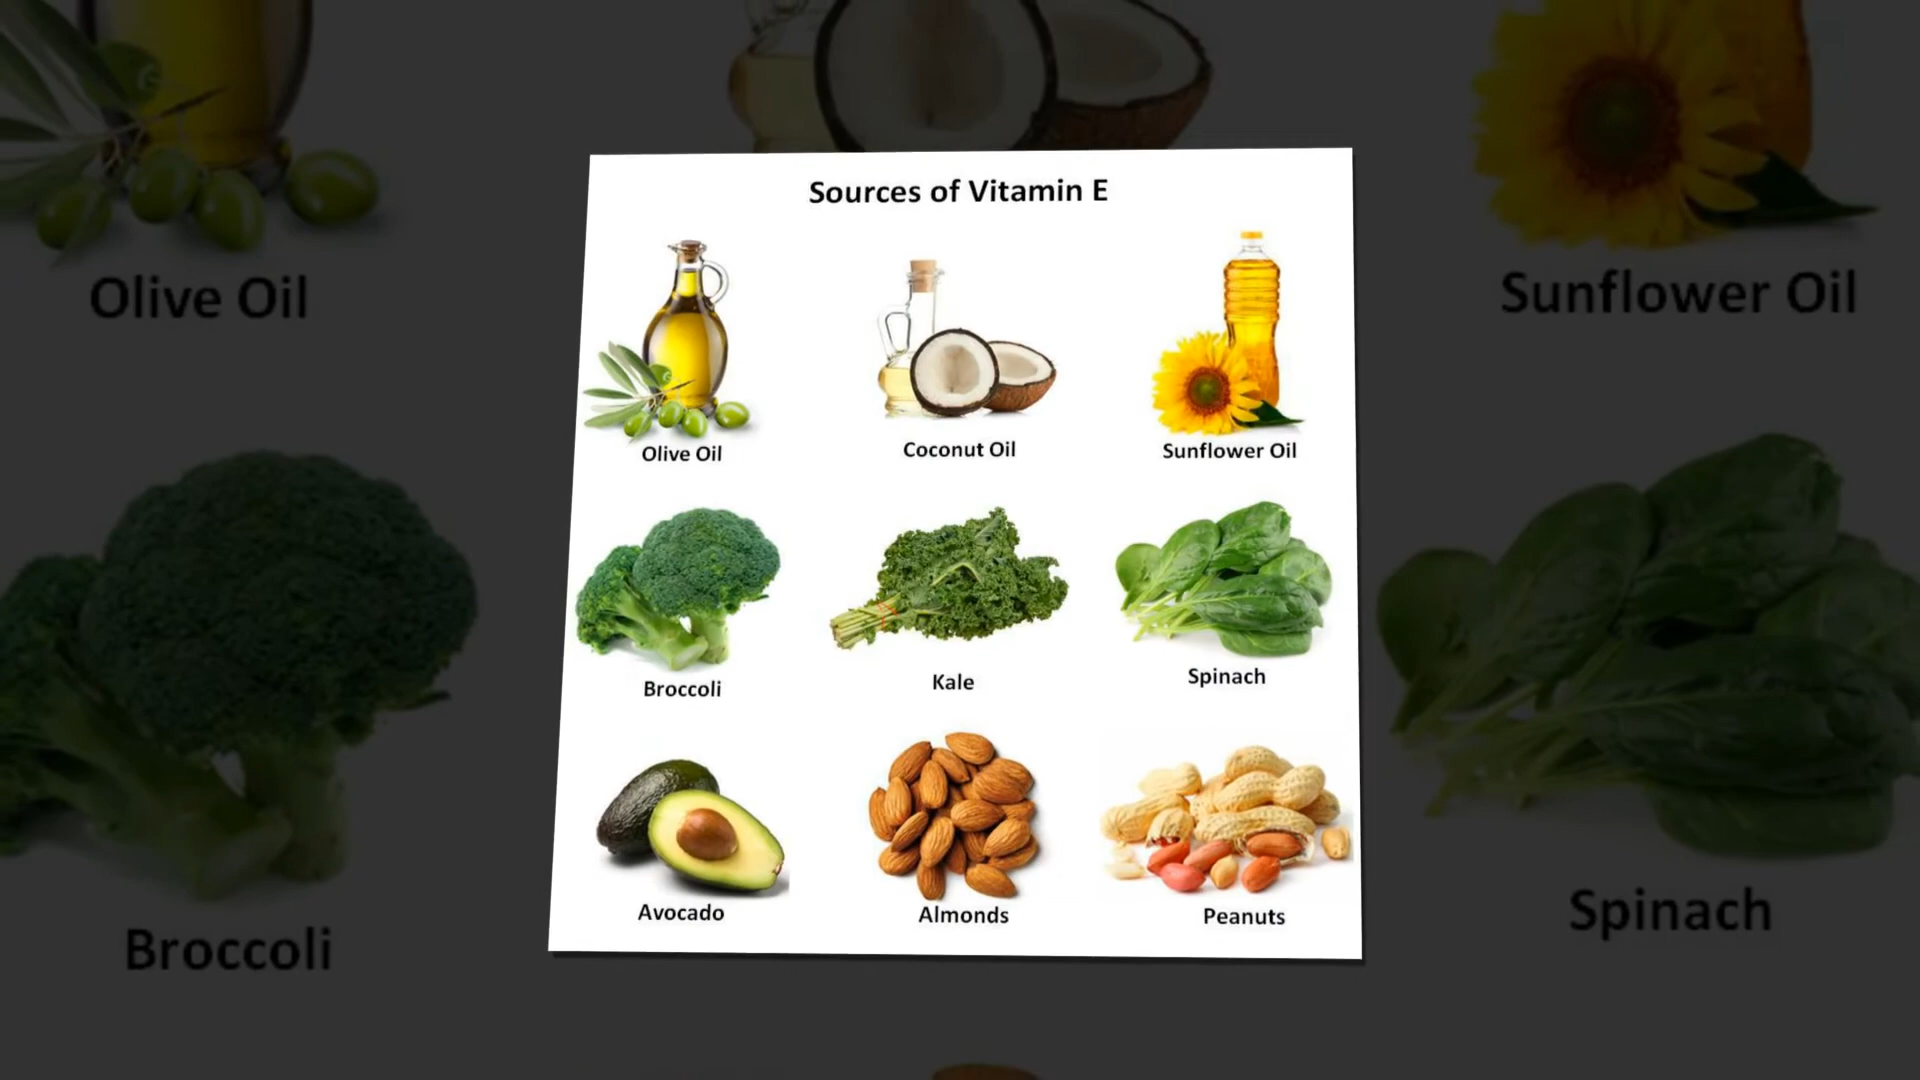 Sources of Vitamin E
Olive Oil
Coconut Oil
Sunflower Oil
Broccoli
Kale
Spinach
Avocado
Almonds
Peanuts
Olive Oil
Sunflower Oil
Broccoli
Spinach